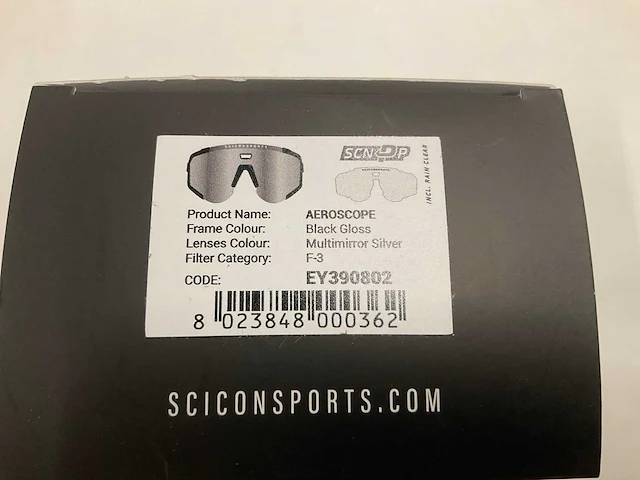 SCICONSPORTS
SCNPP
INCL. RAIN CLEAR
Product Name: AEROSCOPE
Frame Colour: Black Gloss
Lenses Colour: Multimirror Silver
Filter Category: F-3
CODE: EY390802
8 023848 000362
SCICONSPORTS.COM